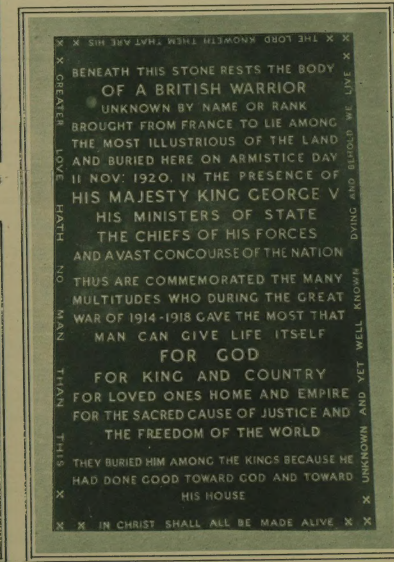 THE LORD KNOWETH THEM THAT ARE HIS
BENEATH THIS STONE RESTS THE BODY
OF A BRITISH WARRIOR
UNKNOWN BY NAME OR RANK
BROUGHT FROM FRANCE TO LIE AMONG
THE MOST ILLUSTRIOUS OF THE LAND
AND BURIED HERE ON ARMISTICE DAY
11 NOV: 1920, IN THE PRESENCE OF
HIS MAJESTY KING GEORGE V
HIS MINISTERS OF STATE
THE CHIEFS OF HIS FORCES
AND A VAST CONCOURSE OF THE NATION
THUS ARE COMMEMORATED THE MANY
MULTITUDES WHO DURING THE GREAT
WAR OF 1914-1918 GAVE THE MOST THAT
MAN CAN GIVE LIFE ITSELF
FOR GOD
FOR KING AND COUNTRY
FOR LOVED ONES HOME AND EMPIRE
FOR THE SACRED CAUSE OF JUSTICE AND
THE FREEDOM OF THE WORLD
THEY BURIED HIM AMONG THE KINGS BECAUSE HE
HAD DONE GOOD TOWARD GOD AND TOWARD
HIS HOUSE
GREATER LOVE HATH NO MAN THAN THIS
UNKNOWN AND YET WELL KNOWN DYING AND BEHOLD WE LIVE
IN CHRIST SHALL ALL BE MADE ALIVE